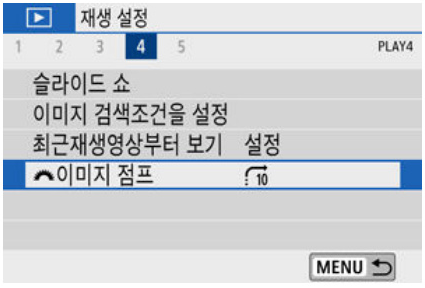 재생 설정
1 2 3 4 5 PLAY4
슬라이드 쇼
이미지 검색조건을 설정
최근재생영상부터 보기 설정
이미지 점프 10
MENU